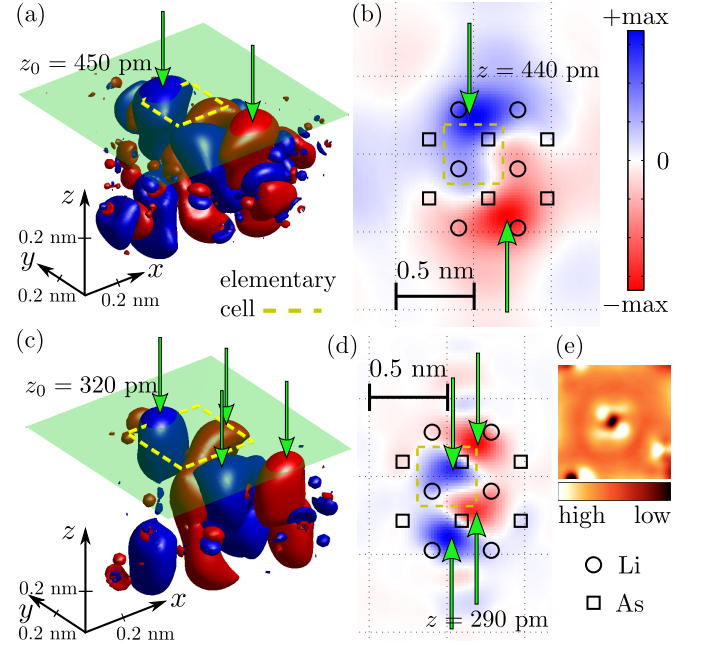 (a)
z₀ = 450 pm
z
0.2 nm
y
x
0.2 nm
0.2 nm
elementary
cell
(b)
z = 440 pm
0.5 nm
+max
0
−max
(c)
z₀ = 320 pm
z
0.2 nm
y
x
0.2 nm
0.2 nm
(d)
0.5 nm
z = 290 pm
(e)
high low
Li
As